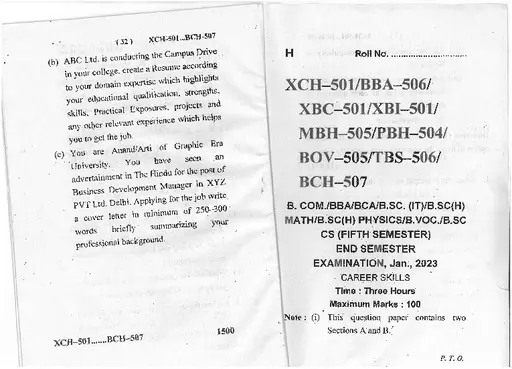 ( 32 ) XCH-501...BCH-507
(b) ABC Ltd. is conducting the Campus Drive
in your college, create a Resume according
to your domain expertise which highlights
your educational qualification, strengths,
skills, Practical Exposures, projects and
any other relevant experience which helps
you to get the job.
(c) You are Anand/Arti of Graphic Era
University. You have seen an
advertainment in The Hindu for the post of
Business Development Manager in XYZ
PVT Ltd. Delhi. Applying for the job write
a cover letter in minimum of 250-300
words briefly summarizing your
professional background.
XCH-501......BCH-507 1500
H Roll No. ............................
XCH-501/BBA-506/
XBC-501/XBI-501/
MBH-505/PBH-504/
BOV-505/TBS-506/
BCH-507
B. COM./BBA/BCA/B.SC. (IT)/B.SC(H)
MATH/B.SC(H) PHYSICS/B.VOC./B.SC
CS (FIFTH SEMESTER)
END SEMESTER
EXAMINATION, Jan., 2023
CAREER SKILLS
Time : Three Hours
Maximum Marks : 100
Note : (i) This question paper contains two
Sections A and B.
P. T. O.